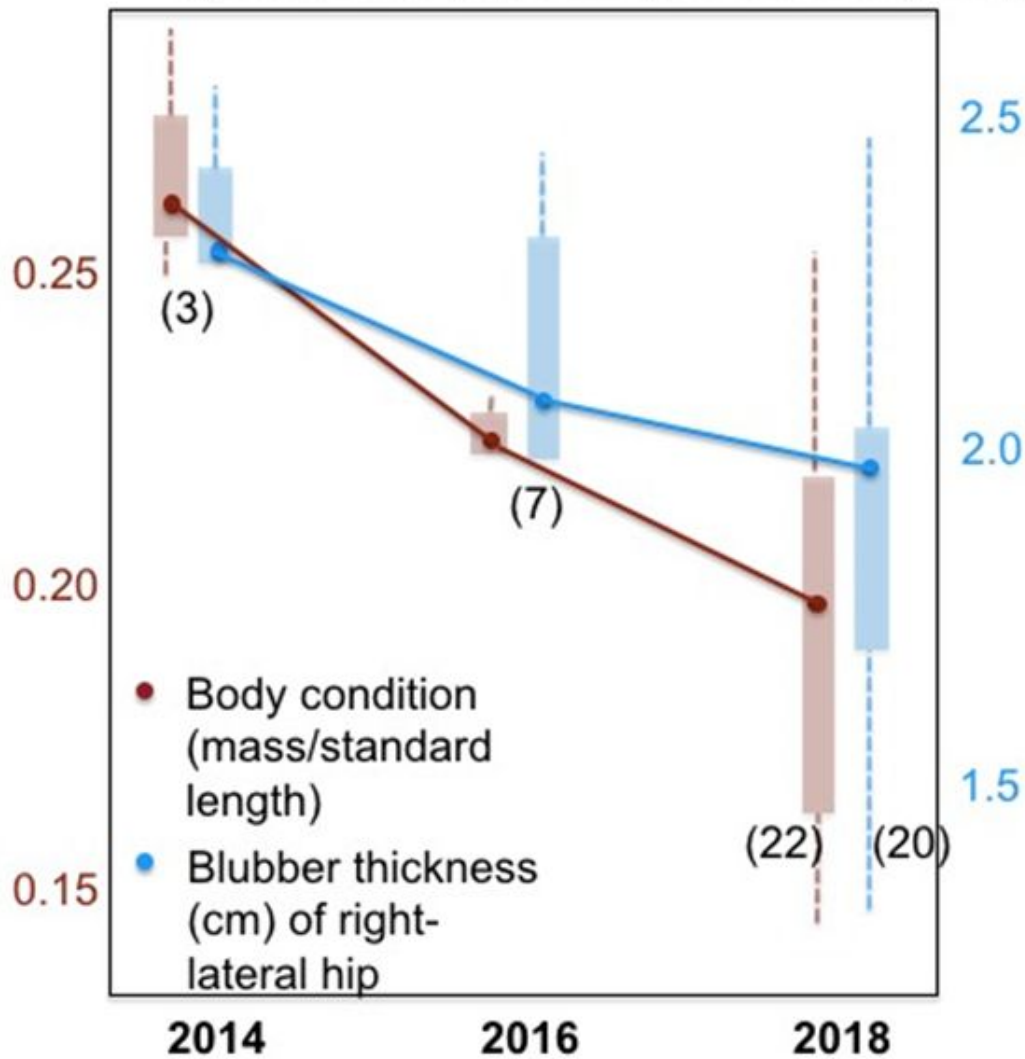 2.5
0.25
(3)
2.0
(7)
0.20
Body condition
(mass/standard
length)
1.5
(22)
(20)
Blubber thickness
(cm) of right-
lateral hip
0.15
2014
2016
2018